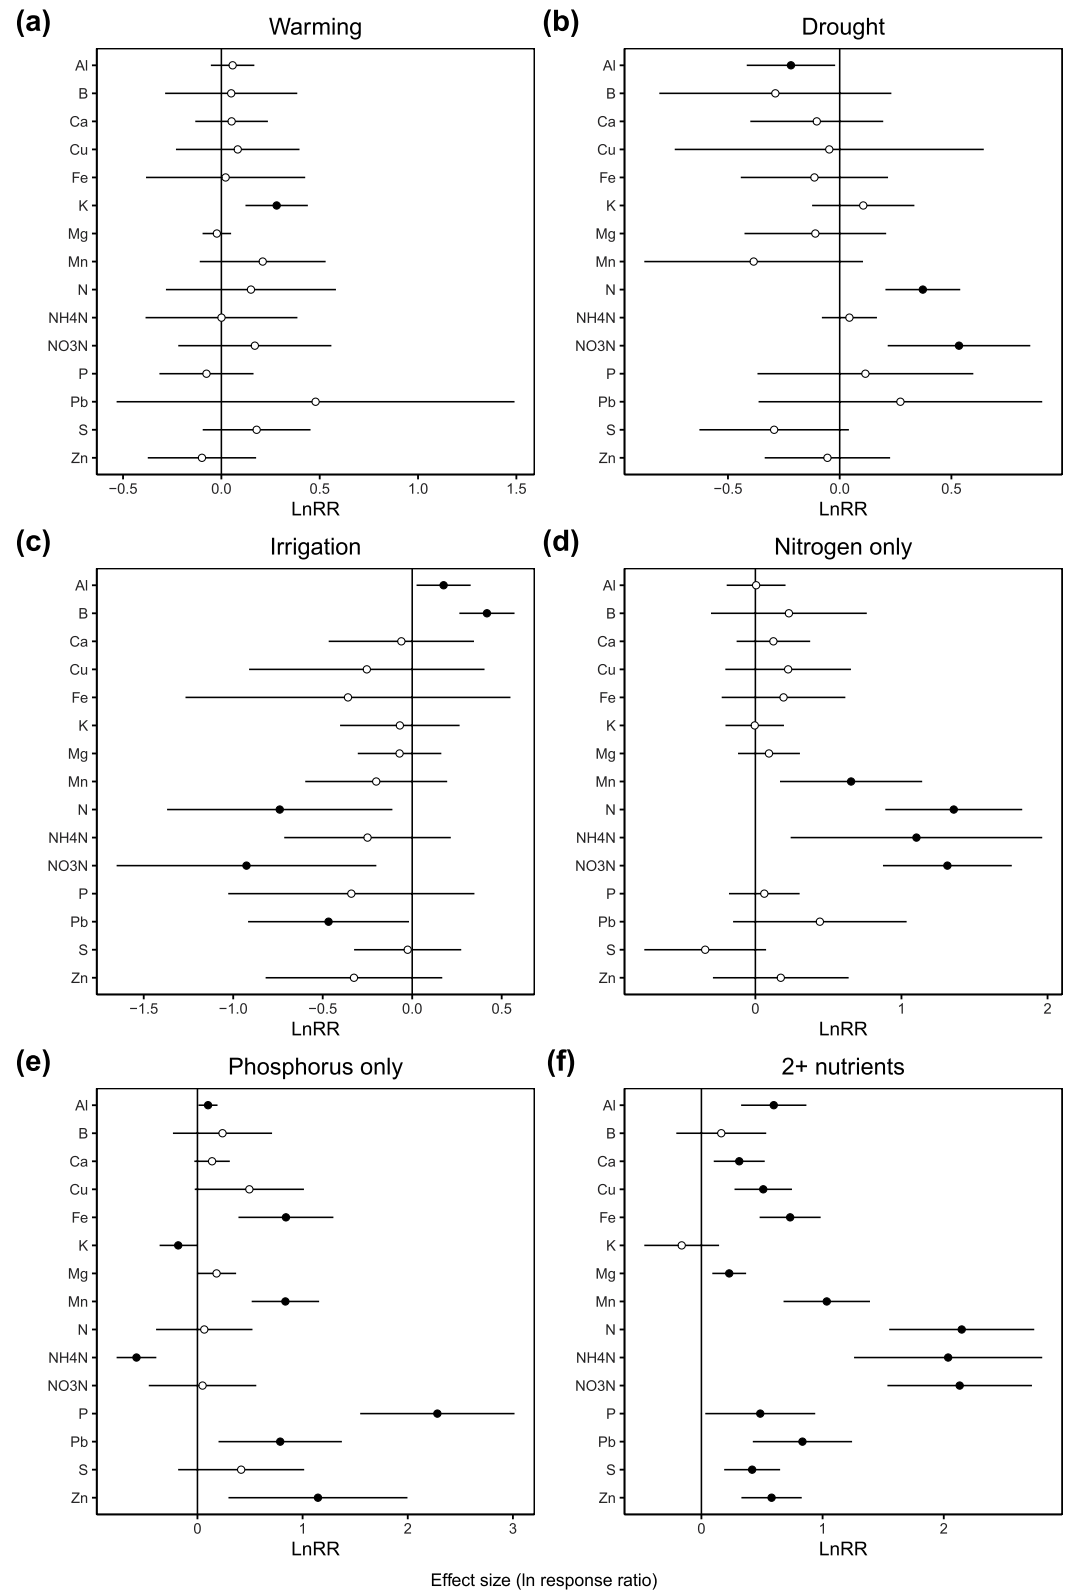 (a) Warming
Al
B
Ca
Cu
Fe
K
Mg
Mn
N
NH4N
NO3N
P
Pb
S
Zn
−0.5 0.0 0.5 1.0 1.5
LnRR
(b) Drought
Al
B
Ca
Cu
Fe
K
Mg
Mn
N
NH4N
NO3N
P
Pb
S
Zn
−0.5 0.0 0.5
LnRR
(c) Irrigation
Al
B
Ca
Cu
Fe
K
Mg
Mn
N
NH4N
NO3N
P
Pb
S
Zn
−1.5 −1.0 −0.5 0.0 0.5
LnRR
(d) Nitrogen only
Al
B
Ca
Cu
Fe
K
Mg
Mn
N
NH4N
NO3N
P
Pb
S
Zn
0 1 2
LnRR
(e) Phosphorus only
Al
B
Ca
Cu
Fe
K
Mg
Mn
N
NH4N
NO3N
P
Pb
S
Zn
0 1 2 3
LnRR
(f) 2+ nutrients
Al
B
Ca
Cu
Fe
K
Mg
Mn
N
NH4N
NO3N
P
Pb
S
Zn
0 1 2
LnRR
Effect size (ln response ratio)